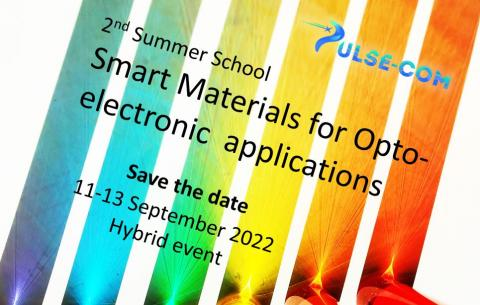 2nd Summer School
PULSE-COM
Smart Materials for Opto-
electronic applications
Save the date
11-13 September 2022
Hybrid event